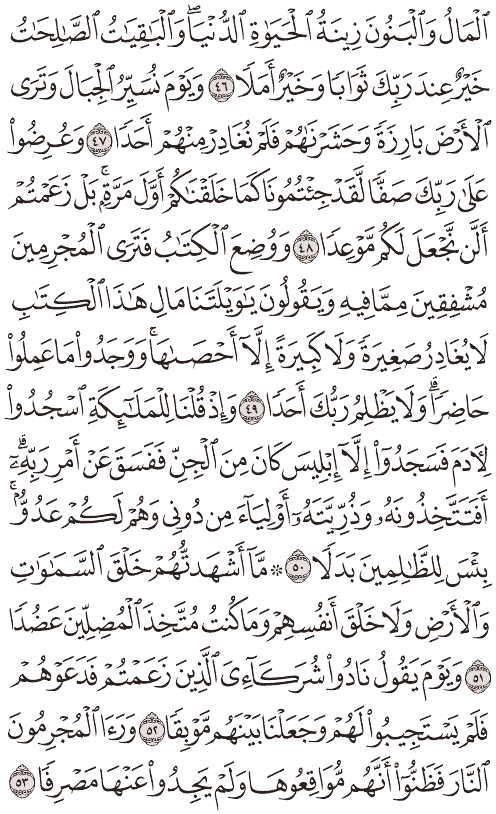 ٱلۡمَالُ وَٱلۡبَنُونَ زِينَةُ ٱلۡحَيَوٰةِ ٱلدُّنۡيَاۖ وَٱلۡبَٰقِيَٰتُ ٱلصَّٰلِحَٰتُ
خَيۡرٌ عِندَ رَبِّكَ ثَوَابٗا وَخَيۡرٌ أَمَلٗا ٤٦ وَيَوۡمَ نُسَيِّرُ ٱلۡجِبَالَ وَتَرَى
ٱلۡأَرۡضَ بَارِزَةٗ وَحَشَرۡنَٰهُمۡ فَلَمۡ نُغَادِرۡ مِنۡهُمۡ أَحَدٗا ٤٧ وَعُرِضُواْ
عَلَىٰ رَبِّكَ صَفّٗا لَّقَدۡ جِئۡتُمُونَا كَمَا خَلَقۡنَٰكُمۡ أَوَّلَ مَرَّةِۭۚ بَلۡ زَعَمۡتُمۡ
أَلَّن نَّجۡعَلَ لَكُم مَّوۡعِدٗا ٤٨ وَوُضِعَ ٱلۡكِتَٰبُ فَتَرَى ٱلۡمُجۡرِمِينَ
مُشۡفِقِينَ مِمَّا فِيهِ وَيَقُولُونَ يَٰوَيۡلَتَنَا مَالِ هَٰذَا ٱلۡكِتَٰبِ
لَا يُغَادِرُ صَغِيرَةٗ وَلَا كَبِيرَةً إِلَّآ أَحۡصَىٰهَاۚ وَوَجَدُواْ مَا عَمِلُواْ
حَاضِرٗاۗ وَلَا يَظۡلِمُ رَبُّكَ أَحَدٗا ٤٩ وَإِذۡ قُلۡنَا لِلۡمَلَٰٓئِكَةِ ٱسۡجُدُواْ
لِأٓدَمَ فَسَجَدُوٓاْ إِلَّآ إِبۡلِيسَ كَانَ مِنَ ٱلۡجِنِّ فَفَسَقَ عَنۡ أَمۡرِ رَبِّهِۦٓۗ
أَفَتَتَّخِذُونَهُۥ وَذُرِّيَّتَهُۥٓ أَوۡلِيَآءَ مِن دُونِي وَهُمۡ لَكُمۡ عَدُوُّۢۚ
بِئۡسَ لِلظَّٰلِمِينَ بَدَلٗا ٥٠ ۞ مَّآ أَشۡهَدتُّهُمۡ خَلۡقَ ٱلسَّمَٰوَٰتِ
وَٱلۡأَرۡضِ وَلَا خَلۡقَ أَنفُسِهِمۡ وَمَا كُنتُ مُتَّخِذَ ٱلۡمُضِلِّينَ عَضُدٗا
٥١ وَيَوۡمَ يَقُولُ نَادُواْ شُرَكَآءِيَ ٱلَّذِينَ زَعَمۡتُمۡ فَدَعَوۡهُمۡ
فَلَمۡ يَسۡتَجِيبُواْ لَهُمۡ وَجَعَلۡنَا بَيۡنَهُم مَّوۡبِقٗا ٥٢ وَرَءَا ٱلۡمُجۡرِمُونَ
ٱلنَّارَ فَظَنُّوٓاْ أَنَّهُم مُّوَاقِعُوهَا وَلَمۡ يَجِدُواْ عَنۡهَا مَصۡرِفٗا ٥٣